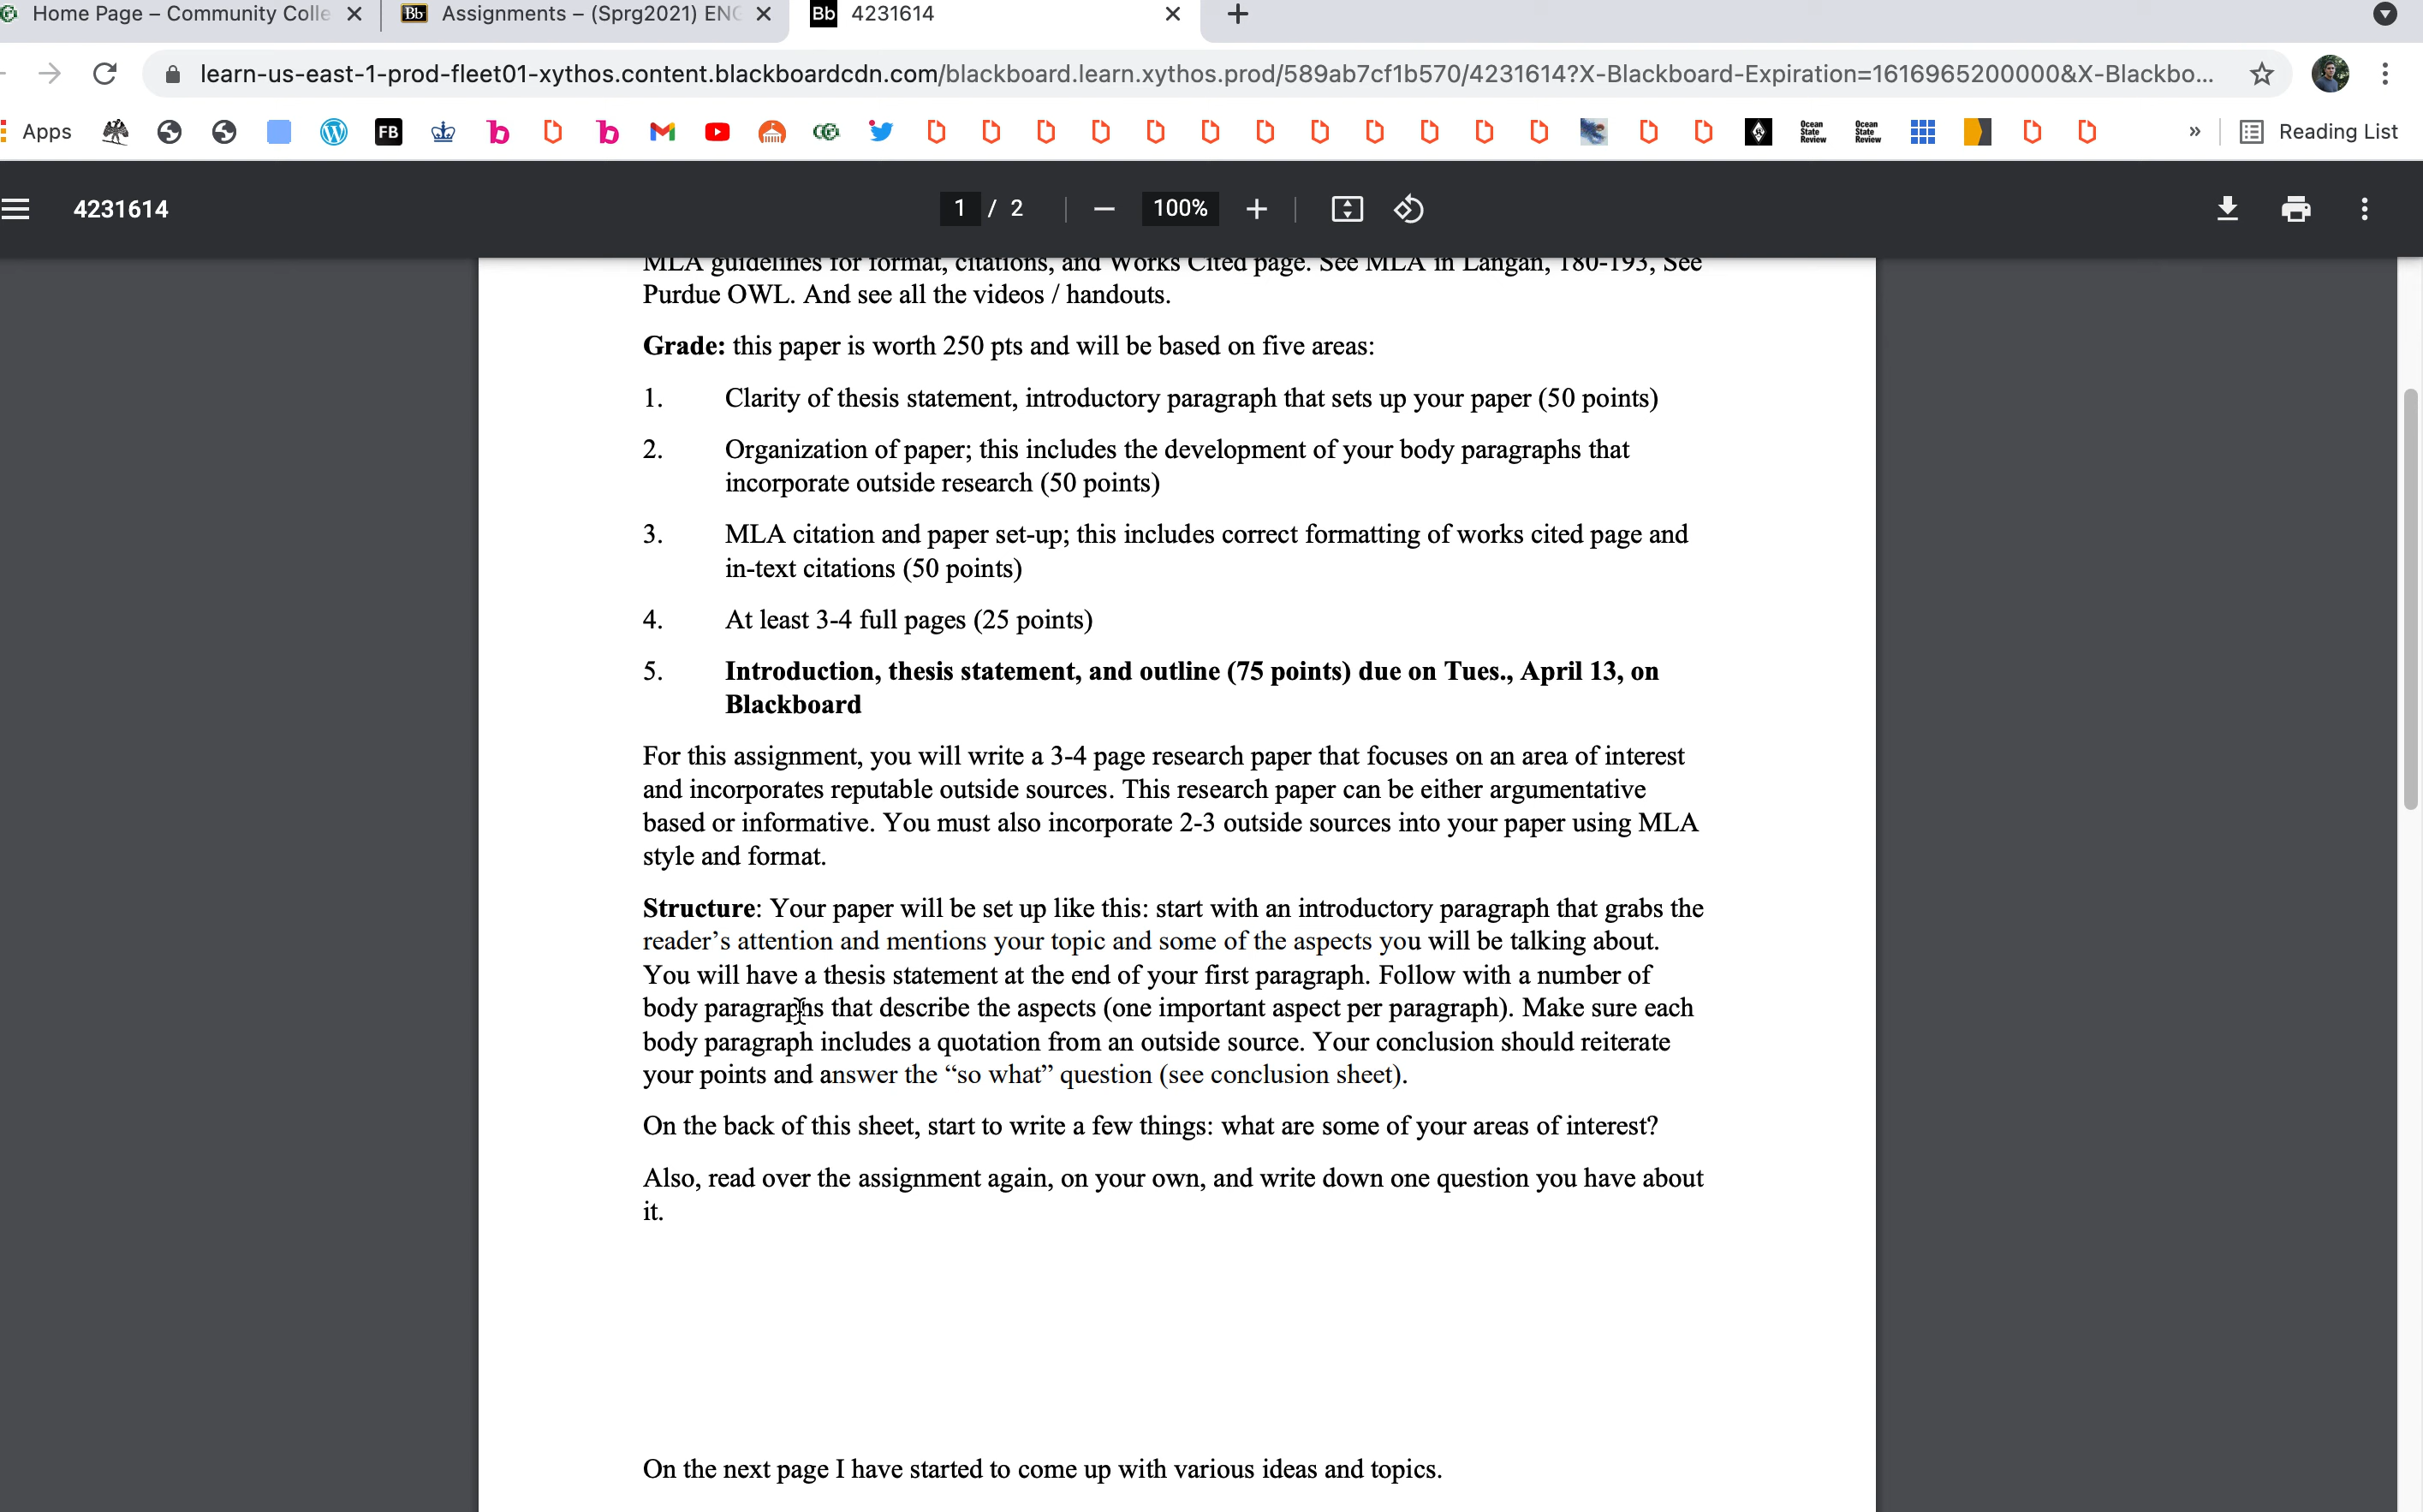 Home Page – Community Colle
Bb Assignments – (Sprg2021) ENG
Bb 4231614
learn-us-east-1-prod-fleet01-xythos.content.blackboardcdn.com/blackboard.learn.xythos.prod/589ab7cf1b570/4231614?X-Blackboard-Expiration=1616965200000&X-Blackbo...
Apps FB Ocean State Review Ocean State Review » Reading List
4231614 1 / 2 — 100% +
MLA guidelines for format, citations, and Works Cited page. See MLA in Langan, 180-193, See
Purdue OWL. And see all the videos / handouts.
Grade: this paper is worth 250 pts and will be based on five areas:
1. Clarity of thesis statement, introductory paragraph that sets up your paper (50 points)
2. Organization of paper; this includes the development of your body paragraphs that
incorporate outside research (50 points)
3. MLA citation and paper set-up; this includes correct formatting of works cited page and
in-text citations (50 points)
4. At least 3-4 full pages (25 points)
5. Introduction, thesis statement, and outline (75 points) due on Tues., April 13, on
Blackboard
For this assignment, you will write a 3-4 page research paper that focuses on an area of interest
and incorporates reputable outside sources. This research paper can be either argumentative
based or informative. You must also incorporate 2-3 outside sources into your paper using MLA
style and format.
Structure: Your paper will be set up like this: start with an introductory paragraph that grabs the
reader’s attention and mentions your topic and some of the aspects you will be talking about.
You will have a thesis statement at the end of your first paragraph. Follow with a number of
body paragraphs that describe the aspects (one important aspect per paragraph). Make sure each
body paragraph includes a quotation from an outside source. Your conclusion should reiterate
your points and answer the “so what” question (see conclusion sheet).
On the back of this sheet, start to write a few things: what are some of your areas of interest?
Also, read over the assignment again, on your own, and write down one question you have about
it.
On the next page I have started to come up with various ideas and topics.